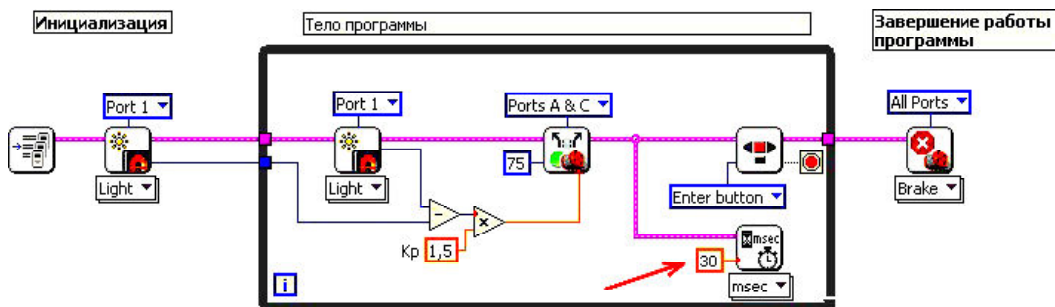 Инициализация
Тело программы
Завершение работы
программы
Port 1
Port 1
Ports A & C
All Ports
75
Light
Light
Enter button
Brake
Kp 1,5
msec
30
i
msec